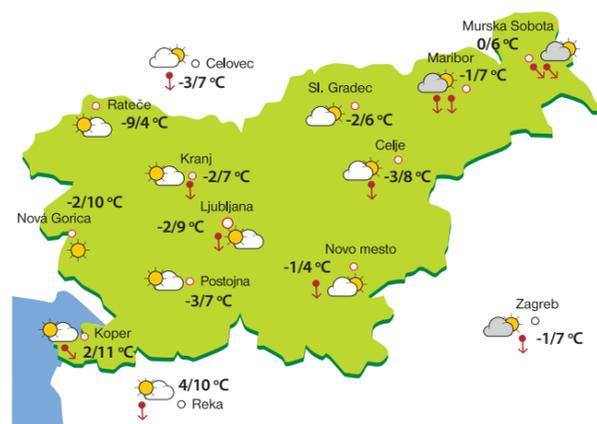 Murska Sobota
0/6 °C
Celovec
-3/7 °C
Maribor
-1/7 °C
Sl. Gradec
-2/6 °C
Rateče
-9/4 °C
Celje
-3/8 °C
Kranj
-2/7 °C
-2/10 °C
Nova Gorica
Ljubljana
-2/9 °C
Novo mesto
-1/4 °C
Postojna
-3/7 °C
Zagreb
-1/7 °C
Koper
2/11 °C
4/10 °C
Reka